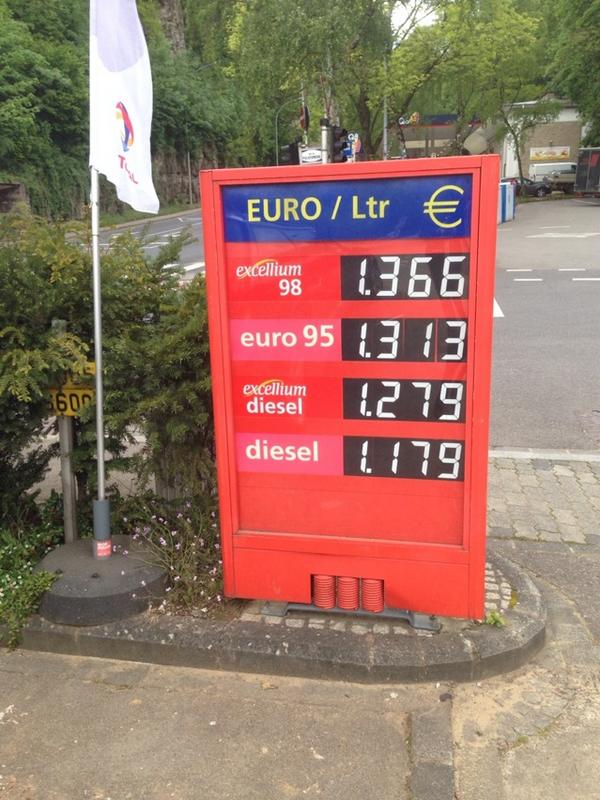 EURO / Ltr €
excellium
98 1.366
euro 95 1.313
excellium
diesel 1.279
diesel 1.179